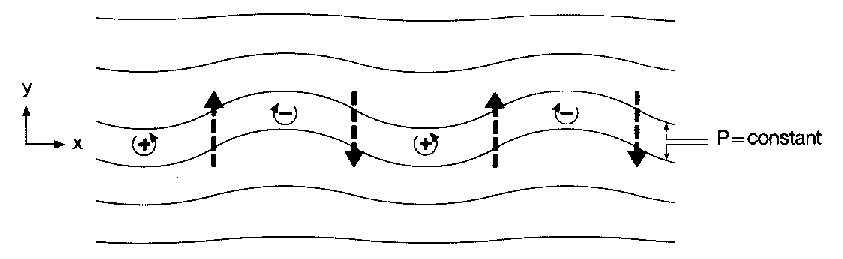 y
x
+
−
+
−
P=constant